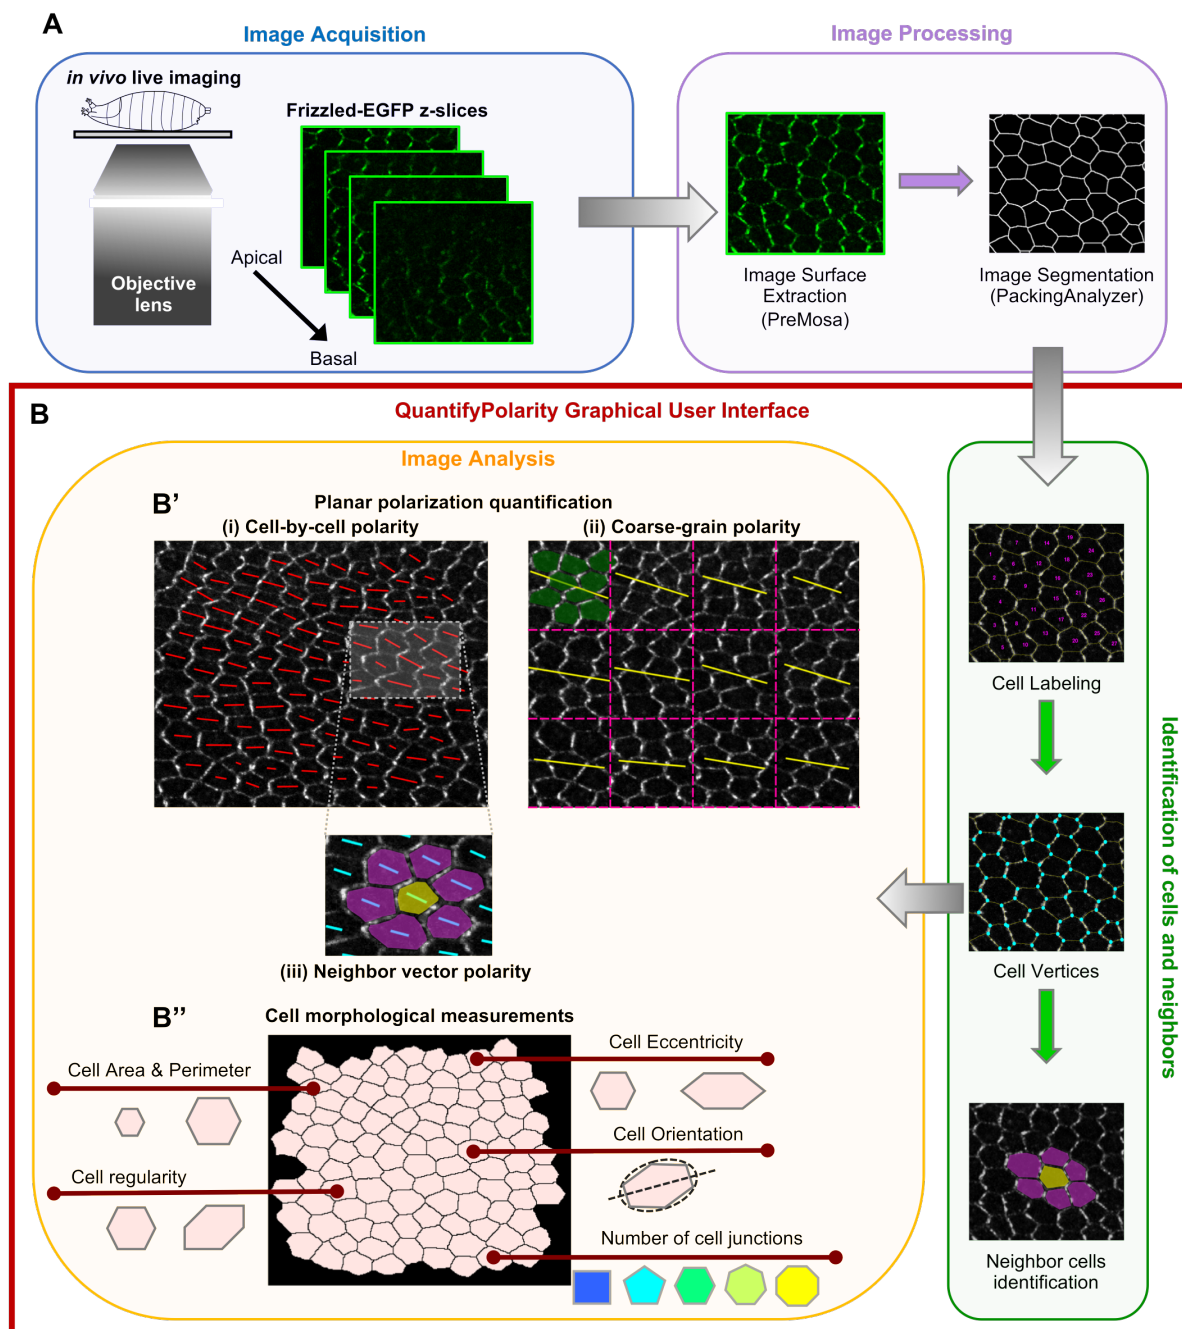 A
Image Acquisition
Image Processing
in vivo live imaging
Frizzled-EGFP z-slices
Apical
Objective
lens
Basal
Image Surface
Extraction
(PreMosa)
Image Segmentation
(PackingAnalyzer)
B
QuantifyPolarity Graphical User Interface
Image Analysis
B'
Planar polarization quantification
(i) Cell-by-cell polarity
(ii) Coarse-grain polarity
(iii) Neighbor vector polarity
Cell Labeling
Cell Vertices
Neighbor cells
identification
Identification of cells and neighbors
B"
Cell morphological measurements
Cell Area & Perimeter
Cell regularity
Cell Eccentricity
Cell Orientation
Number of cell junctions